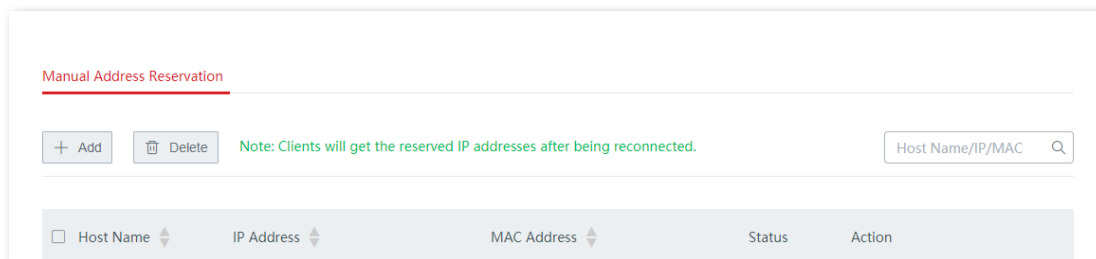 Manual Address Reservation
Add Delete Note: Clients will get the reserved IP addresses after being reconnected. Host Name/IP/MAC
Host Name IP Address MAC Address Status Action